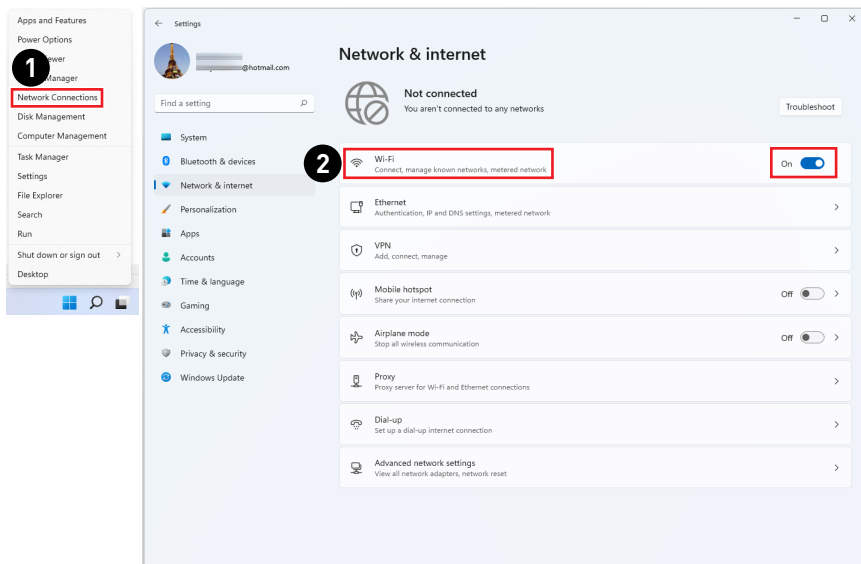 Apps and Features
Power Options
ewer
1
Manager
Network Connections
Disk Management
Computer Management
Task Manager
Settings
File Explorer
Search
Run
Shut down or sign out
Desktop
Settings
@hotmail.com
Find a setting
System
Bluetooth & devices
Network & internet
Personalization
Apps
Accounts
Time & language
Gaming
Accessibility
Privacy & security
Windows Update
Network & internet
Not connected
You aren't connected to any networks
Troubleshoot
2
Wi-Fi
Connect, manage known networks, metered network
On
Ethernet
Authentication, IP and DNS settings, metered network
VPN
Add, connect, manage
Mobile hotspot
Share your internet connection
Off
Airplane mode
Stop all wireless communication
Off
Proxy
Proxy server for Wi-Fi and Ethernet connections
Dial-up
Set up a dial-up internet connection
Advanced network settings
View all network adapters, network reset